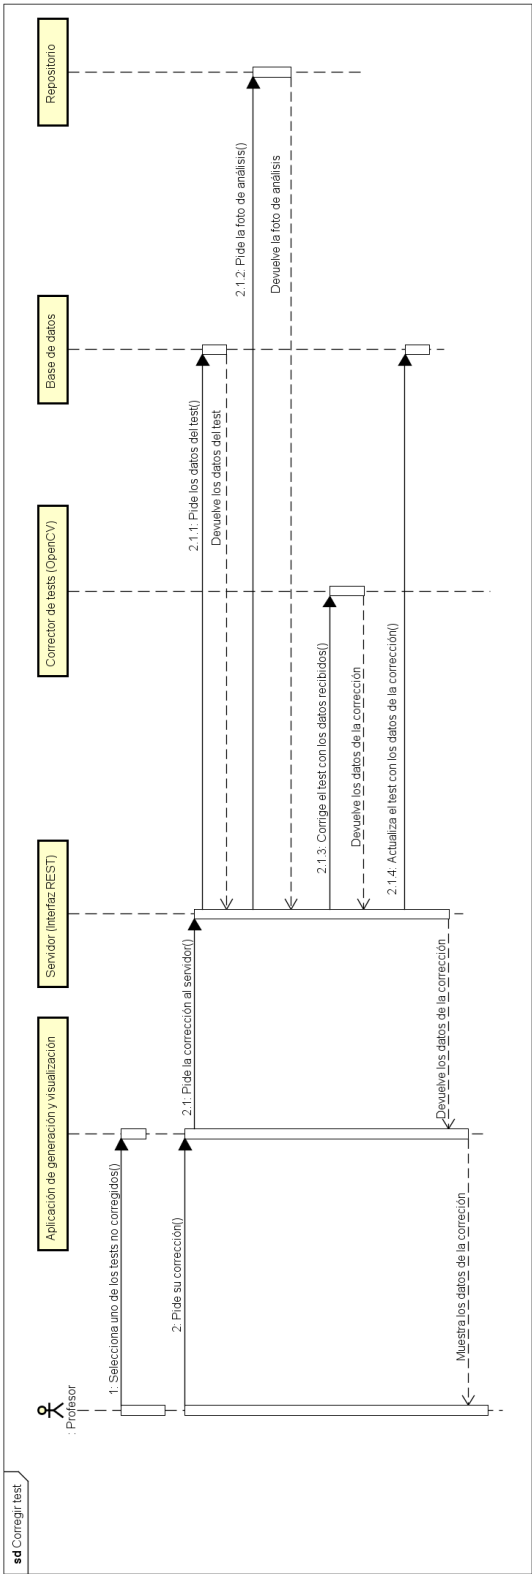 sd Corregir test
: Profesor
Aplicación de generación y visualización
Servidor (Interfaz REST)
Corrector de tests (OpenCV)
Base de datos
Repositorio
1: Selecciona uno de los tests no corregidos()
2: Pide su corrección()
2.1: Pide la corrección al servidor()
2.1.1: Pide los datos del test()
Devuelve los datos del test
2.1.2: Pide la foto de análisis()
Devuelve la foto de análisis
2.1.3: Corrige el test con los datos recibidos()
Devuelve los datos de la corrección
2.1.4: Actualiza el test con los datos de la corrección()
Devuelve los datos de la corrección
Muestra los datos de la correción